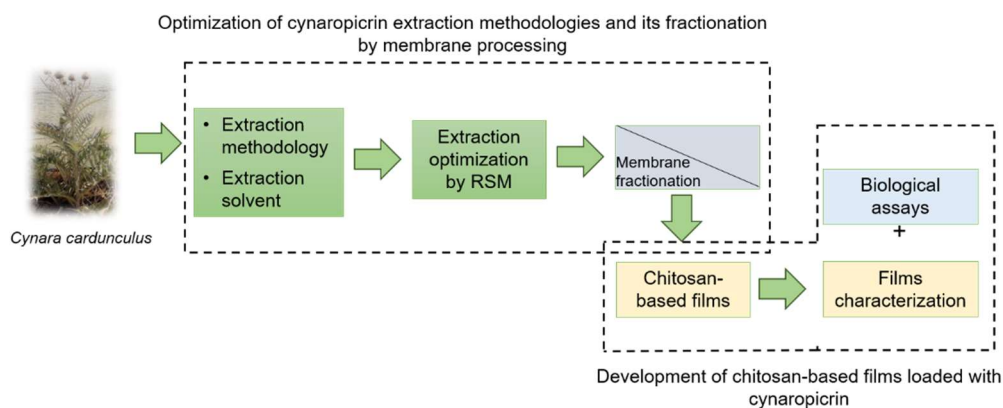 Optimization of cynaropicrin extraction methodologies and its fractionation
by membrane processing
• Extraction
methodology
• Extraction
solvent
Extraction
optimization
by RSM
Membrane
fractionation
Cynara cardunculus
Biological
assays
+
Chitosan-
based films
Films
characterization
Development of chitosan-based films loaded with
cynaropicrin